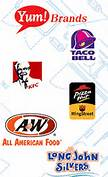 Yum! Brands
TACO
BELL
KFC
Pizza
Hut
WingStreet
A&W
ALL AMERICAN FOOD
LONG JOHN
SILVER'S